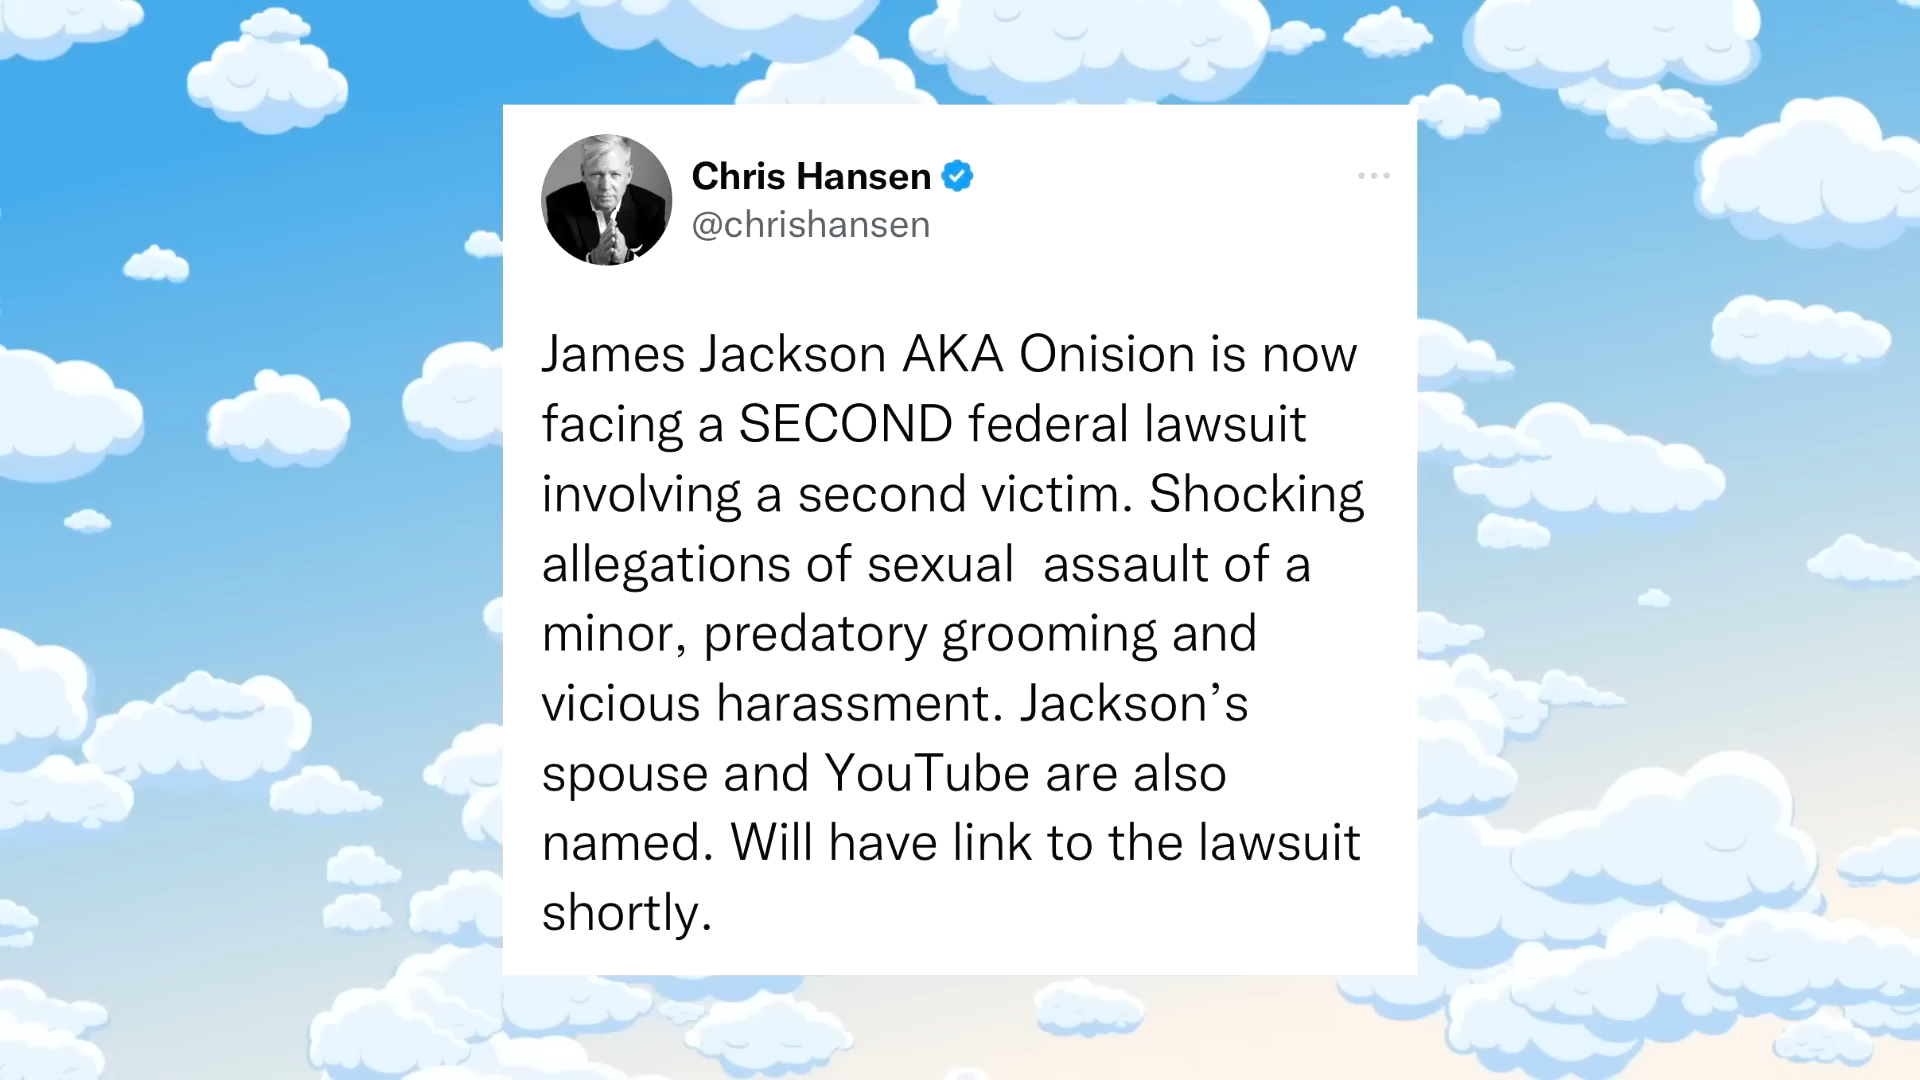 Chris Hansen
@chrishansen
James Jackson AKA Onision is now
facing a SECOND federal lawsuit
involving a second victim. Shocking
allegations of sexual  assault of a
minor, predatory grooming and
vicious harassment. Jackson’s
spouse and YouTube are also
named. Will have link to the lawsuit
shortly.